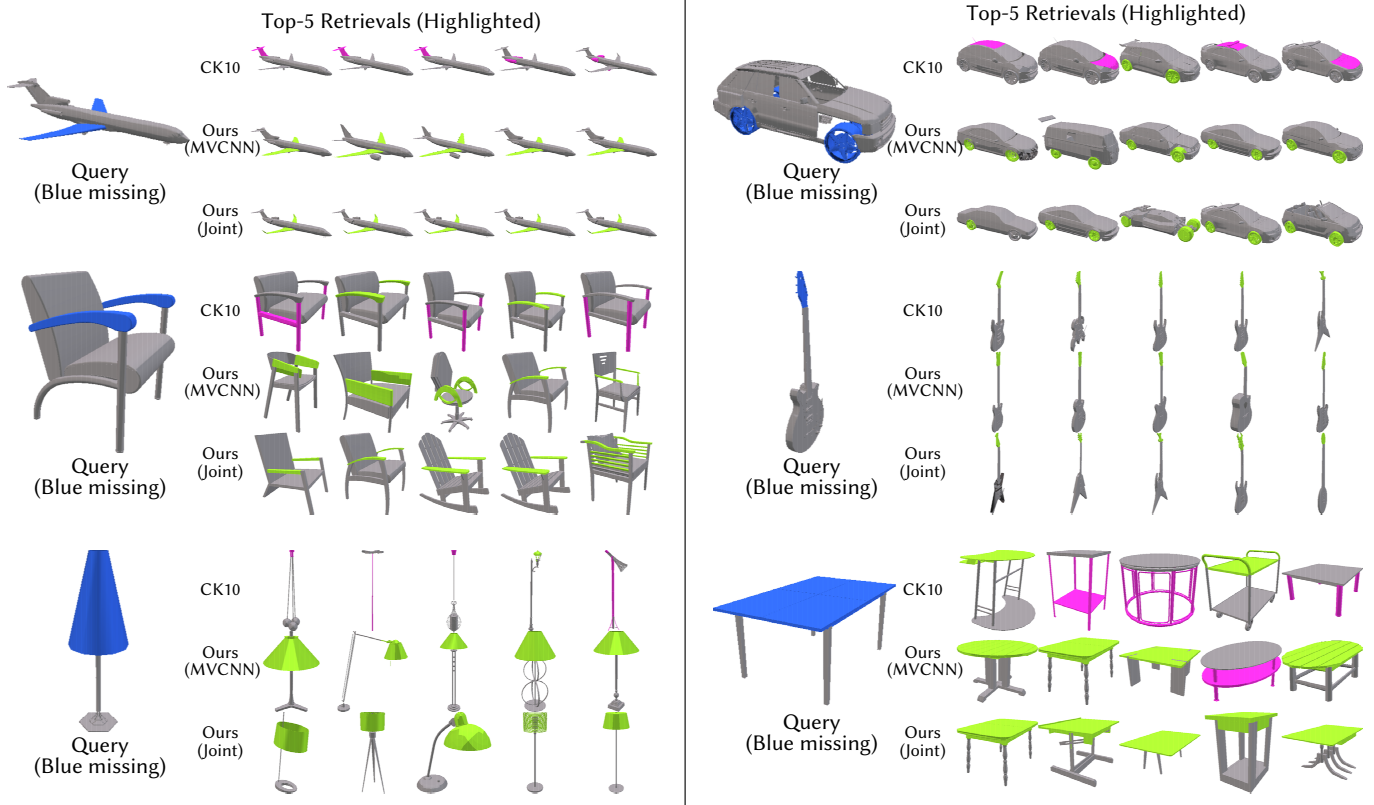 Top-5 Retrievals (Highlighted)
CK10
Ours
(MVCNN)
Query
(Blue missing)
Ours
(Joint)
CK10
Ours
(MVCNN)
Ours
(Joint)
Query
(Blue missing)
CK10
Ours
(MVCNN)
Ours
(Joint)
Query
(Blue missing)
Top-5 Retrievals (Highlighted)
CK10
Ours
(MVCNN)
Query
(Blue missing)
Ours
(Joint)
CK10
Ours
(MVCNN)
Ours
(Joint)
Query
(Blue missing)
CK10
Ours
(MVCNN)
Query
(Blue missing)
Ours
(Joint)